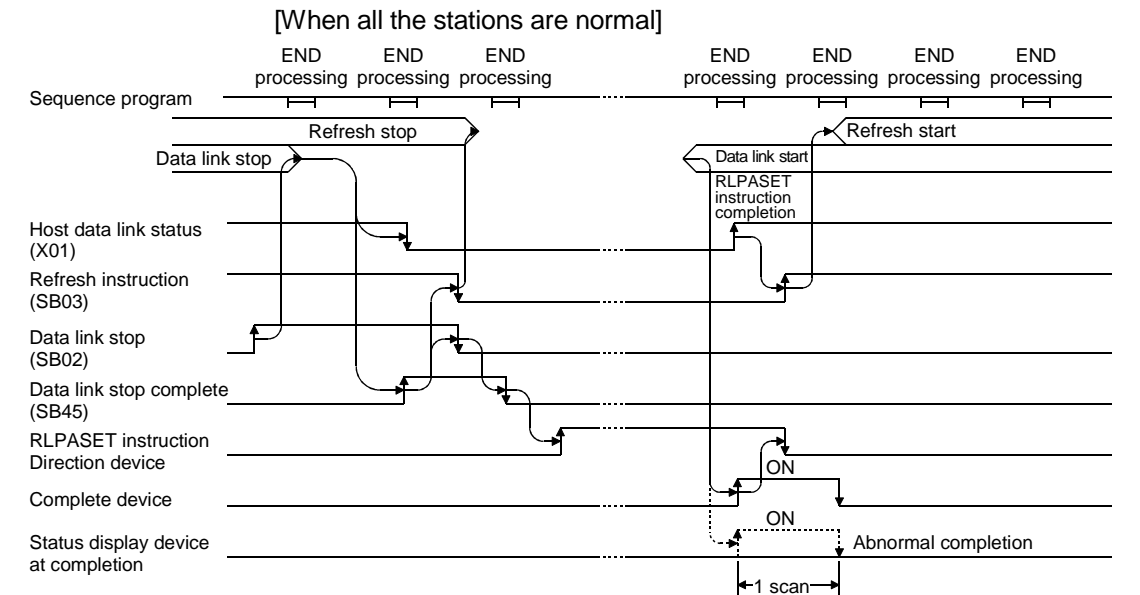 [When all the stations are normal]
END END END END END END END
processing processing processing processing processing processing processing
Sequence program
Refresh stop
Refresh start
Data link stop
Data link start
RLPASET
instruction
completion
Host data link status
(X01)
Refresh instruction
(SB03)
Data link stop
(SB02)
Data link stop complete
(SB45)
RLPASET instruction
Direction device
ON
Complete device
ON
Status display device
at completion
Abnormal completion
1 scan